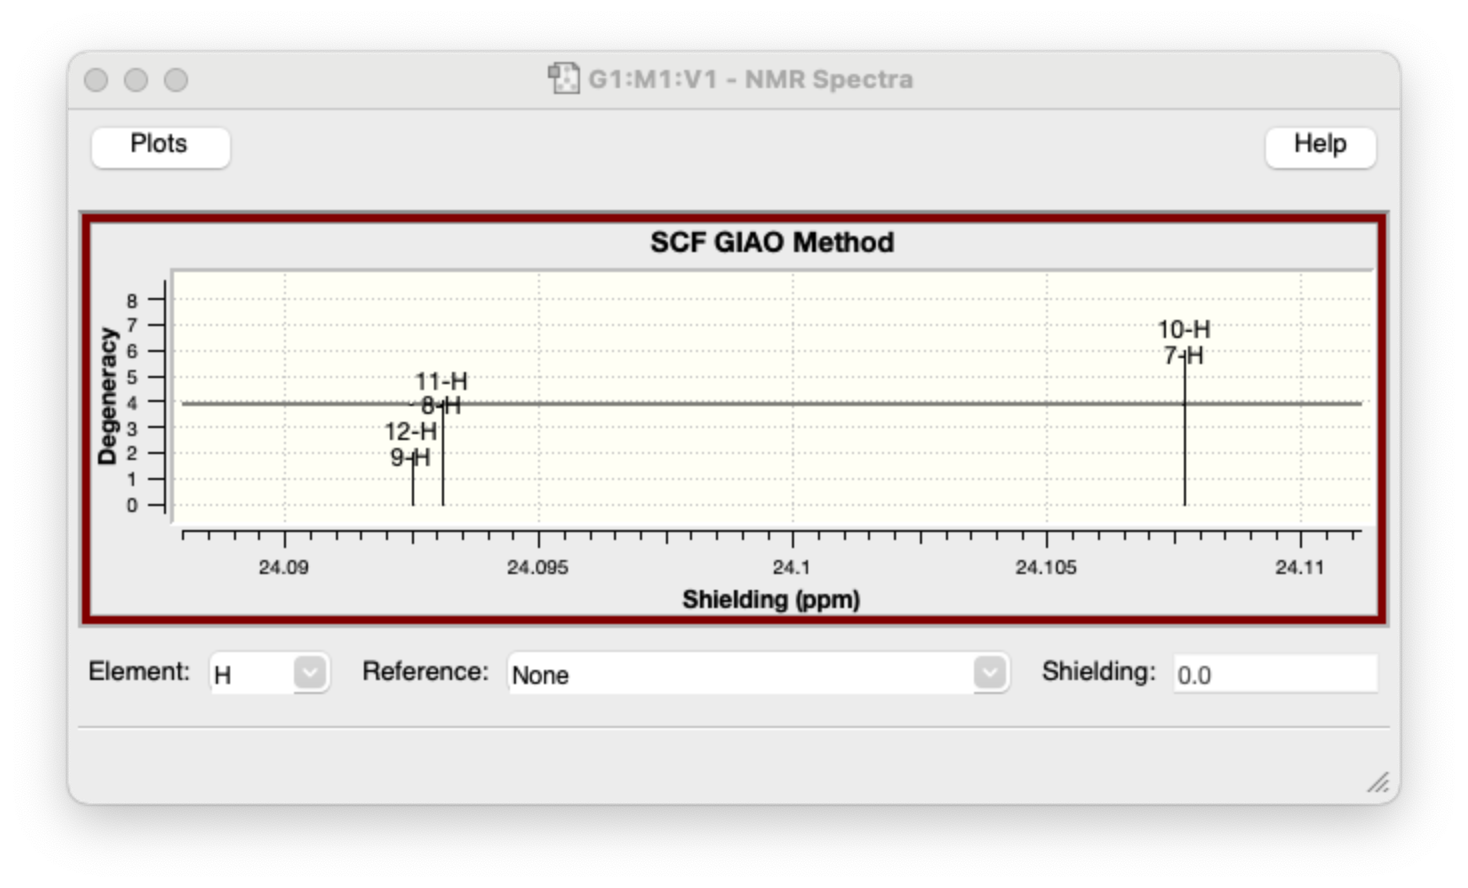 G1:M1:V1 - NMR Spectra
Plots
Help
SCF GIAO Method
Degeneracy
8
7
6
5
4
3
2
1
0
10-H
7-H
11-H
8-H
12-H
9-H
24.09
24.095
24.1
24.105
24.11
Shielding (ppm)
Element: H Reference: None Shielding: 0.0